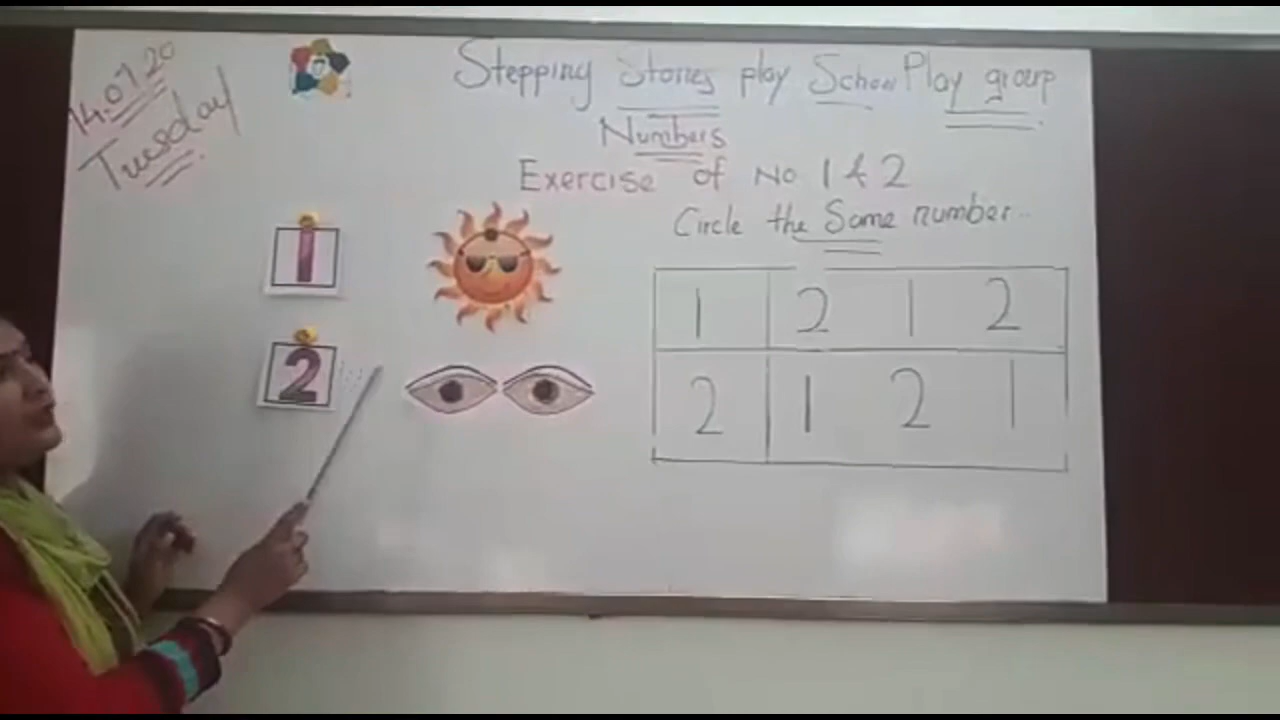 14.07.20
Tuesday
Stepping Stones play School Play group
Numbers
Exercise of No 1 & 2
Circle the Same number..
1
2
1 2 1 2
2 1 2 1